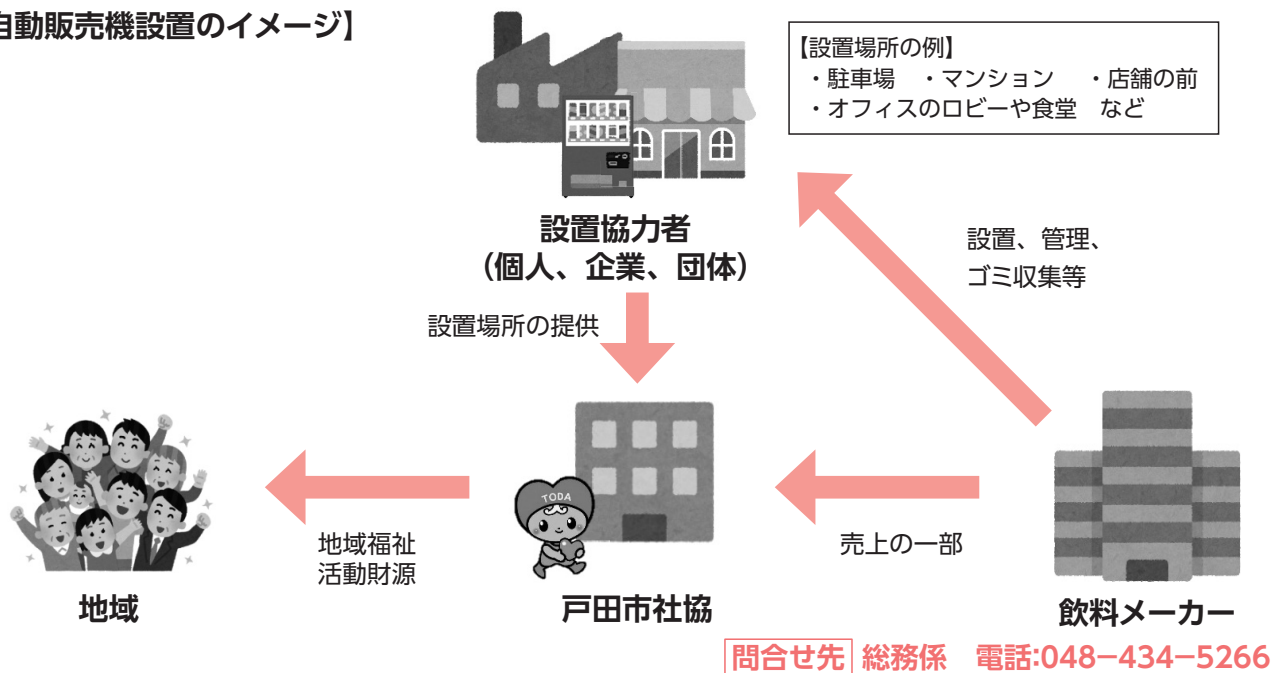 自動販売機設置のイメージ】
【設置場所の例】
・駐車場　・マンション　・店舗の前
・オフィスのロビーや食堂　など
設置協力者
（個人、企業、団体）
設置、管理、
ゴミ収集等
設置場所の提供
TODA
地域福祉
活動財源
売上の一部
地域
戸田市社協
飲料メーカー
問合せ先 総務係　電話:048−434−5266